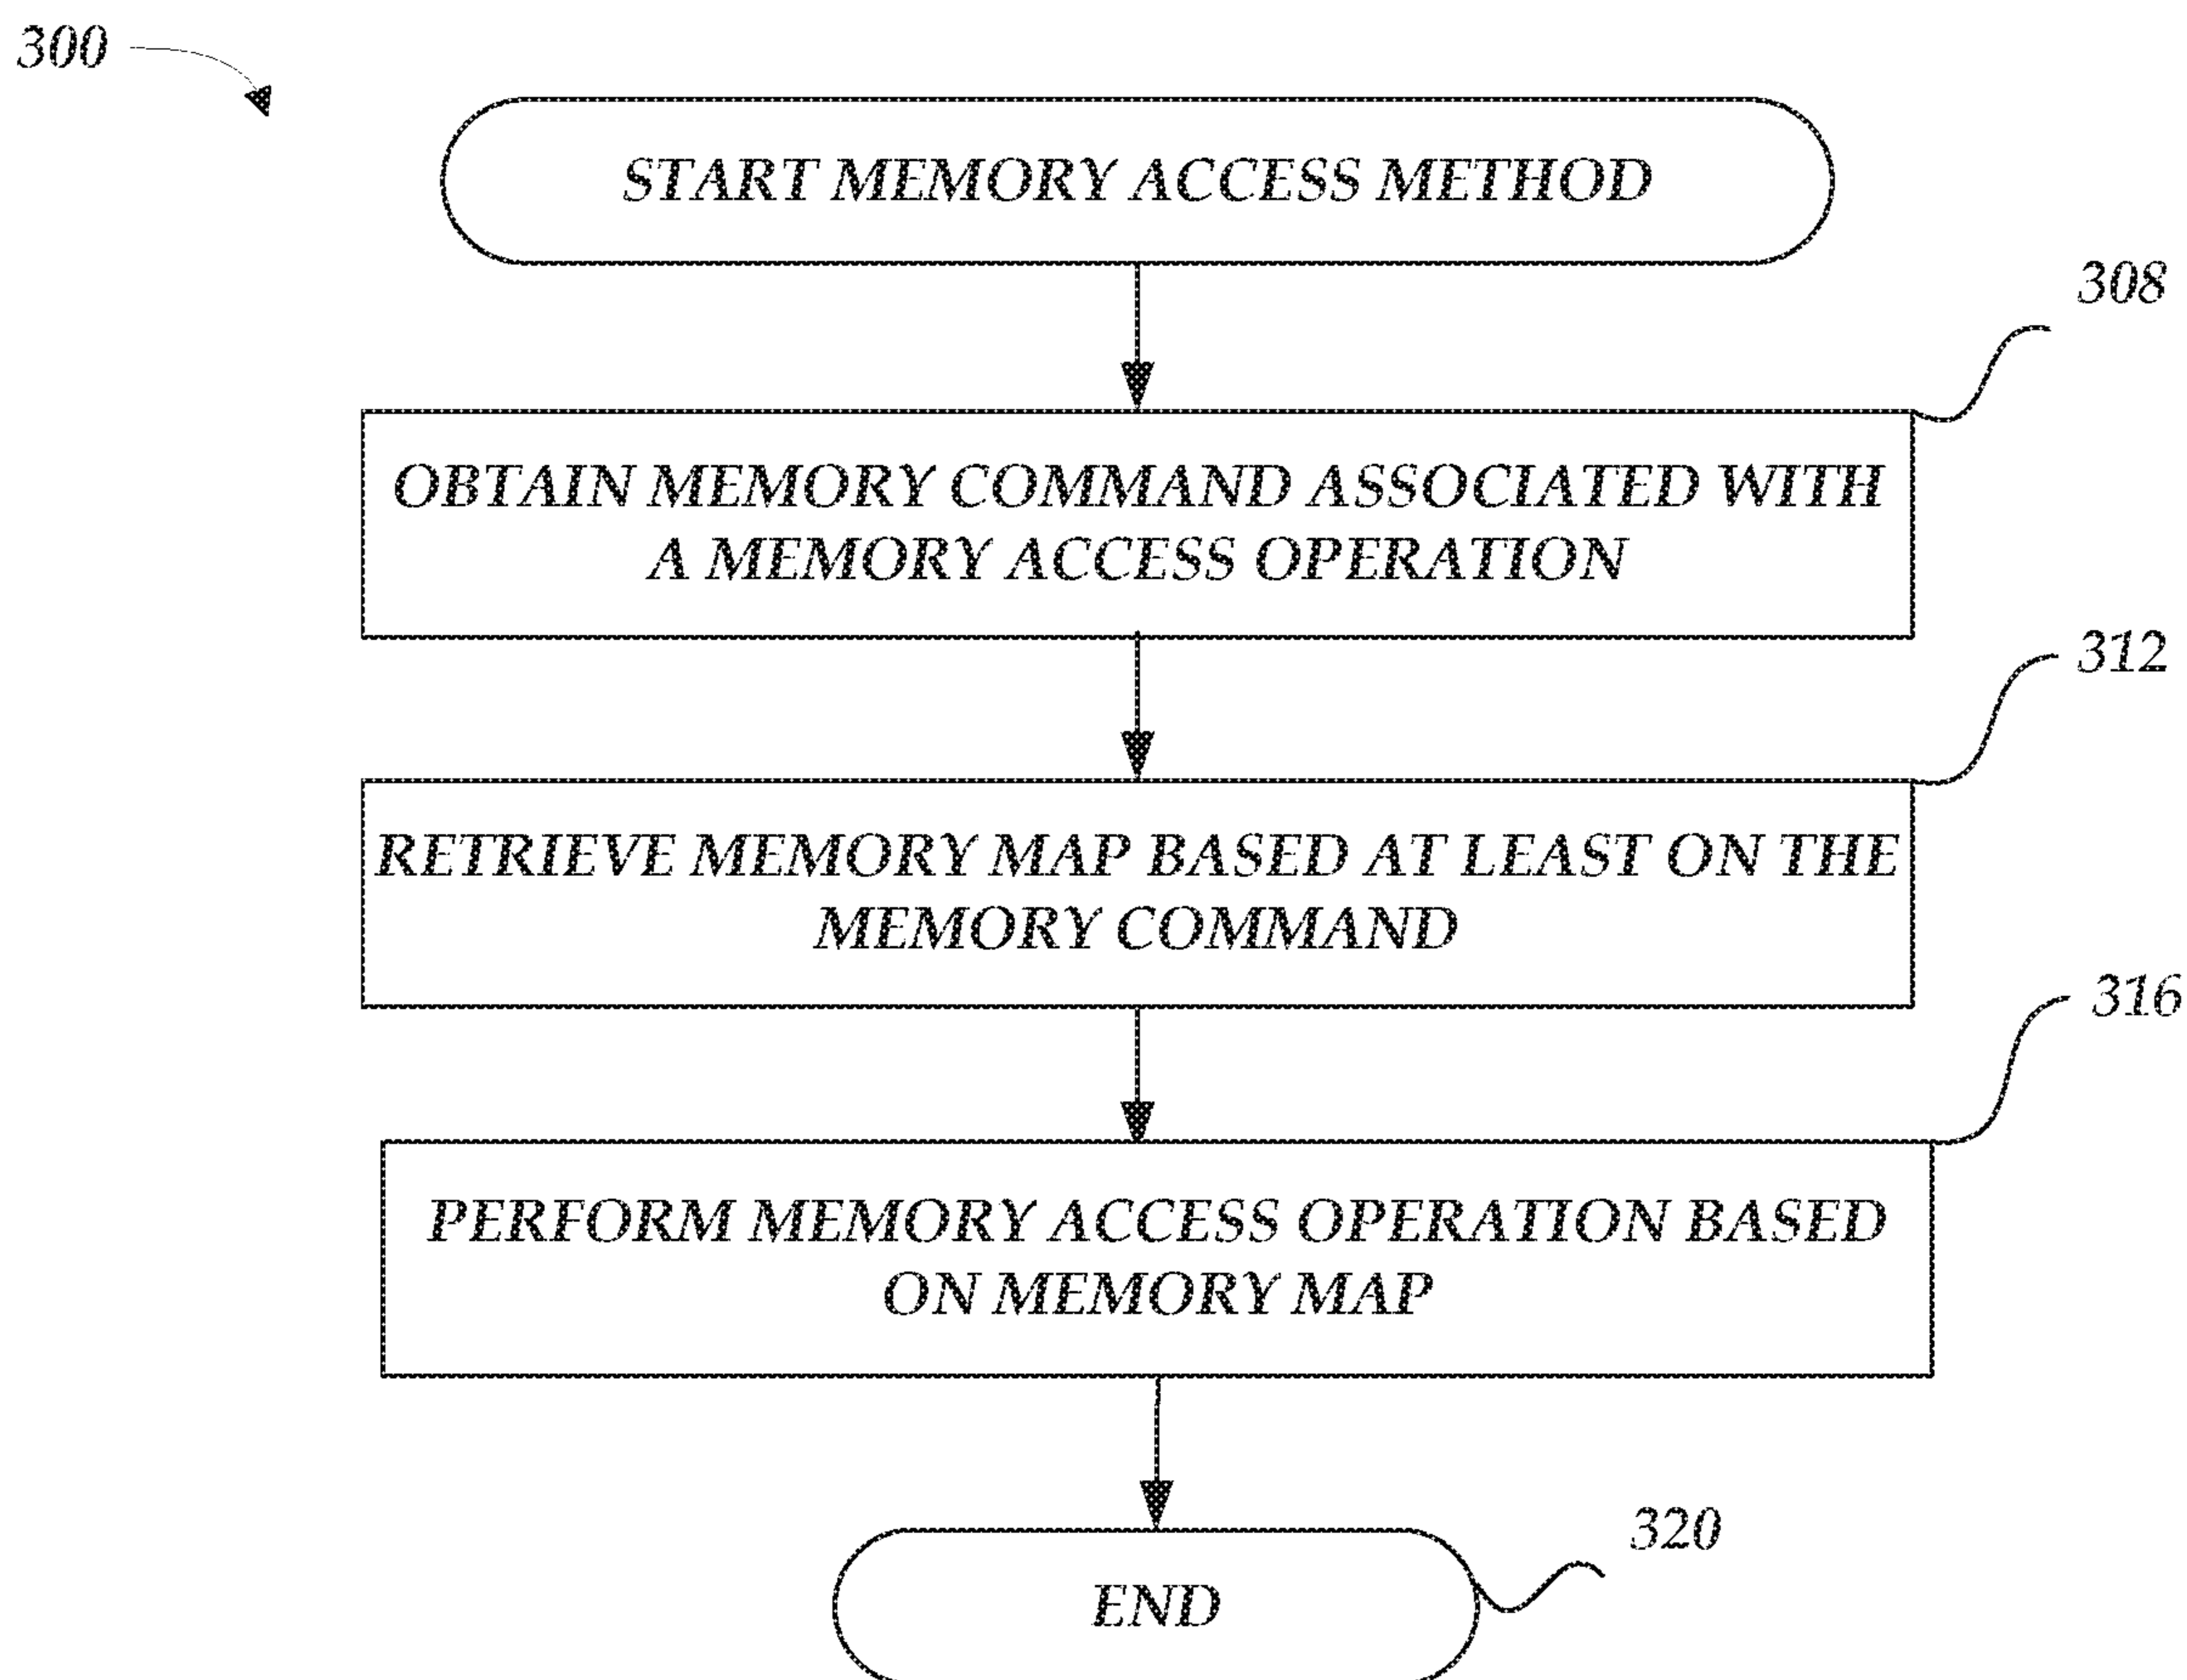 300
START MEMORY ACCESS METHOD
308
OBTAIN MEMORY COMMAND ASSOCIATED WITH
A MEMORY ACCESS OPERATION
312
RETRIEVE MEMORY MAP BASED AT LEAST ON THE
MEMORY COMMAND
316
PERFORM MEMORY ACCESS OPERATION BASED
ON MEMORY MAP
320
END